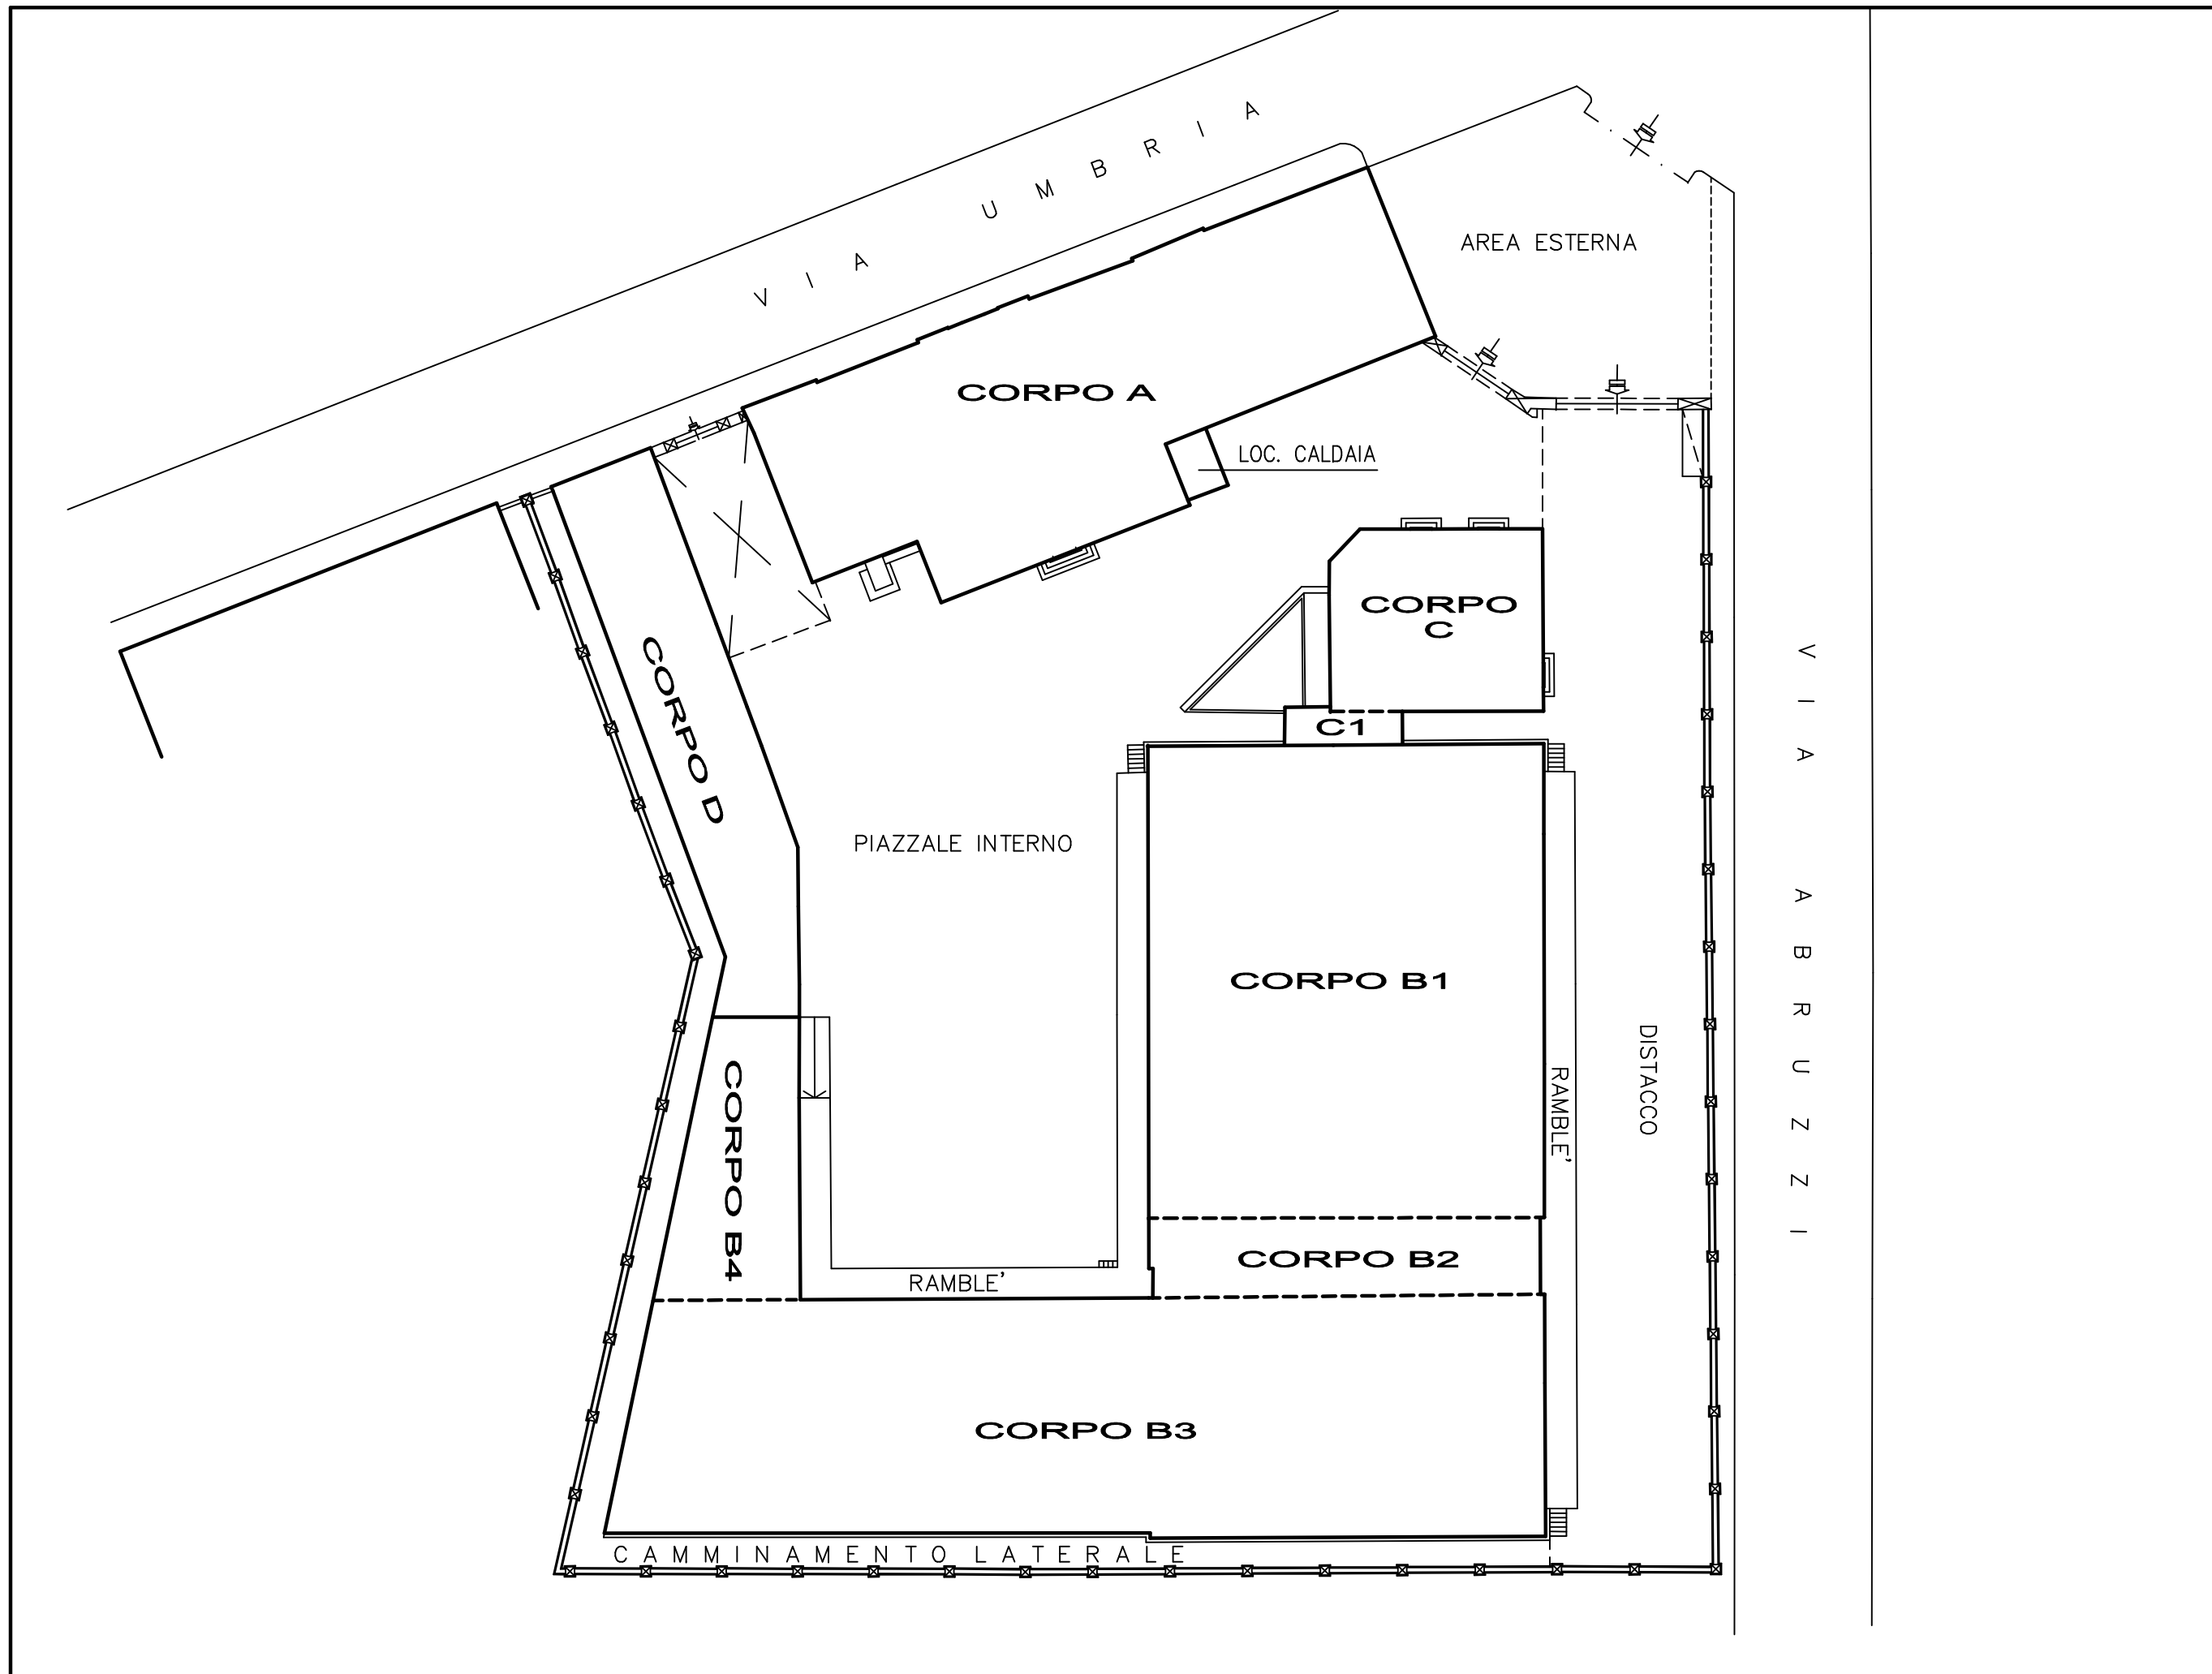 VIA UMBRIA
AREA ESTERNA
CORPO A
LOC. CALDAIA
CORPO
C
C1
CORPO D
VIA ABRUZZI
PIAZZALE INTERNO
CORPO B1
DISTACCO
RAMBLE'
CORPO B4
CORPO B2
RAMBLE'
CORPO B3
CAMMINAMENTO LATERALE